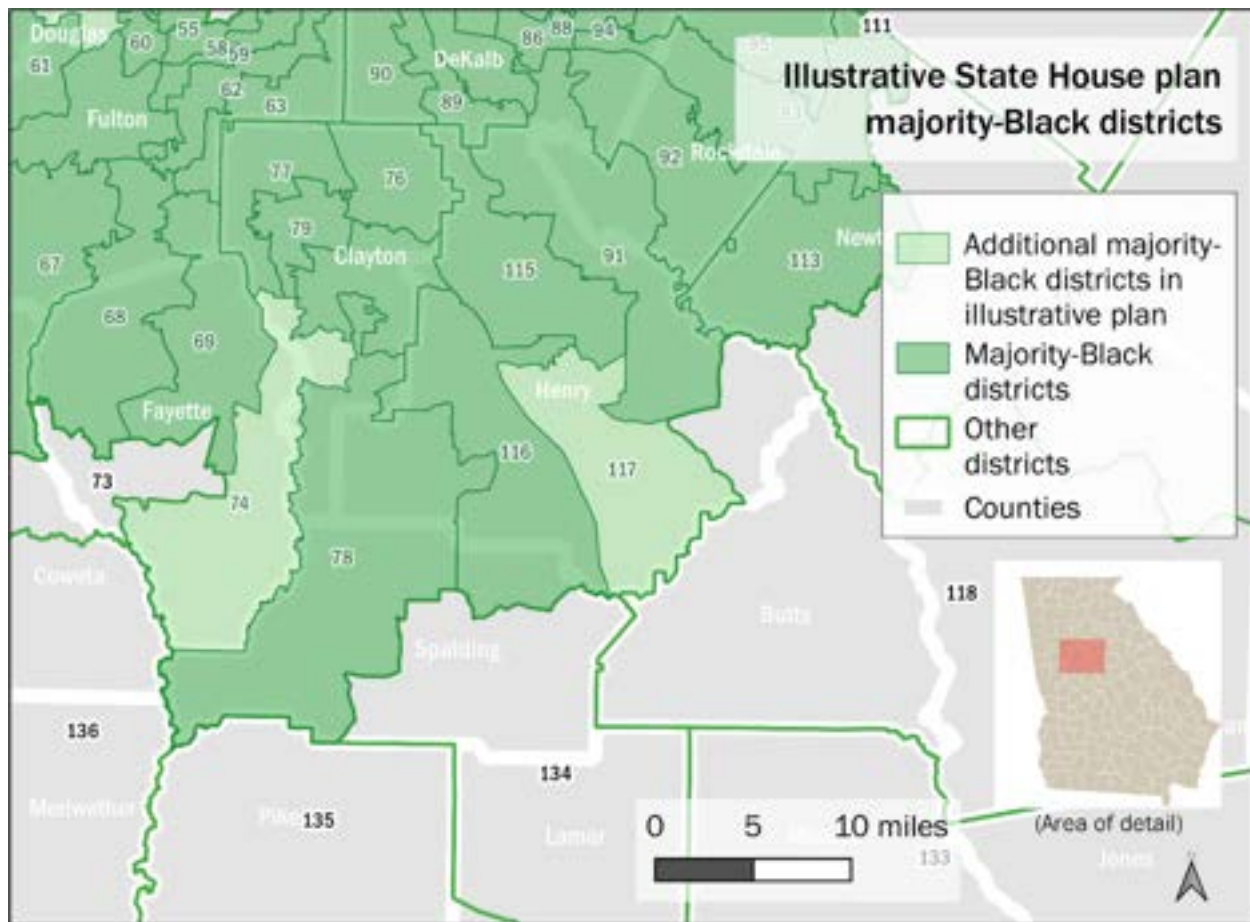 Douglas
55
60
58
59
86
88
94
95
111
61
90
DeKalb
62
63
89
Fulton
Illustrative State House plan
majority-Black districts
92
Rockdale
77
76
79
Clayton
67
68
69
115
91
113
Additional majority-
Black districts in
illustrative plan
Majority-Black
districts
Other
districts
Counties
Henry
Fayette
73
74
116
117
78
118
Coweta
Spalding
Butts
136
134
Meriwether
135
Lamar
0 5 10 miles
133
(Area of detail)
Jones